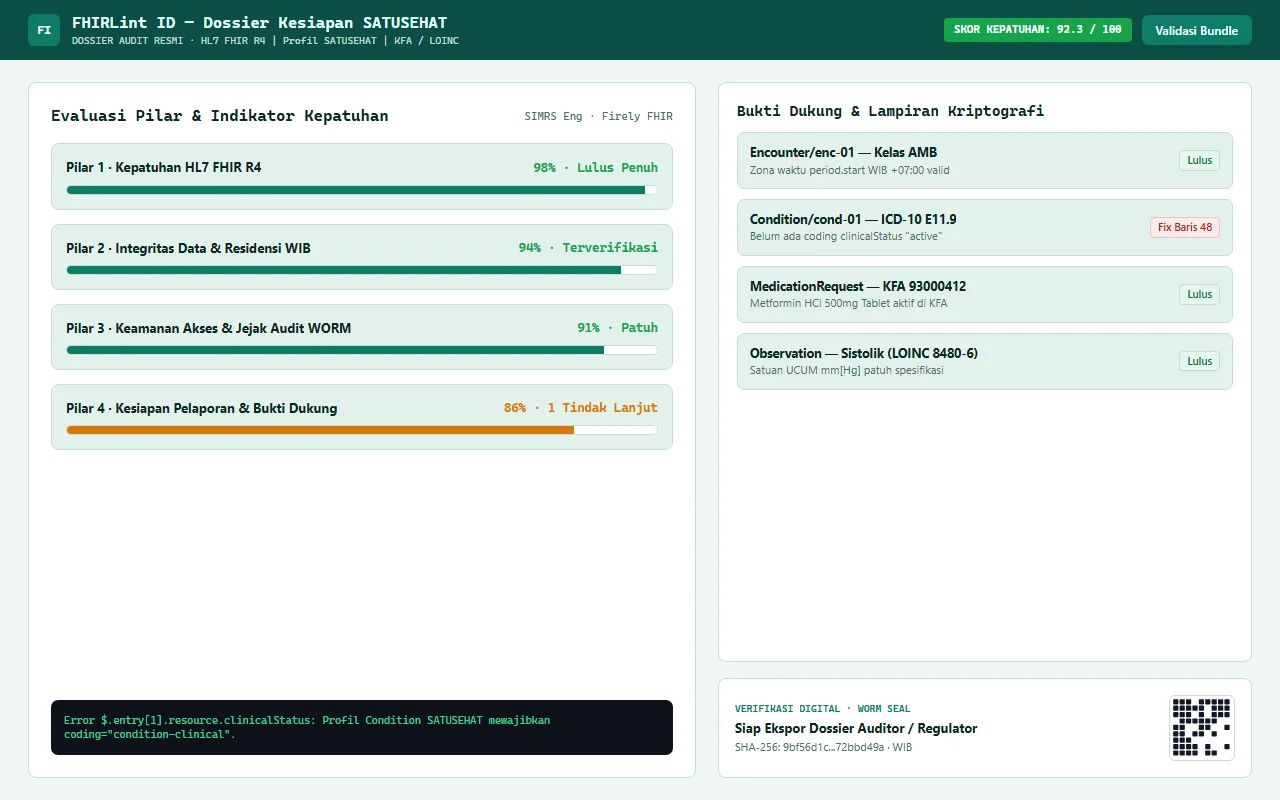 FI
FHIRLint ID — Dossier Kesiapan SATUSEHAT
DOSSIER AUDIT RESMI · HL7 FHIR R4 | Profil SATUSEHAT | KFA / LOINC
SKOR KEPATUHAN: 92.3 / 100
Validasi Bundle
Evaluasi Pilar & Indikator Kepatuhan
SIMRS Eng · Firely FHIR
Pilar 1 · Kepatuhan HL7 FHIR R4
98% · Lulus Penuh
Pilar 2 · Integritas Data & Residensi WIB
94% · Terverifikasi
Pilar 3 · Keamanan Akses & Jejak Audit WORM
91% · Patuh
Pilar 4 · Kesiapan Pelaporan & Bukti Dukung
86% · 1 Tindak Lanjut
Error $.entry[1].resource.clinicalStatus: Profil Condition SATUSEHAT mewajibkan
coding="condition-clinical".
Bukti Dukung & Lampiran Kriptografi
Encounter/enc-01 — Kelas AMB
Zona waktu period.start WIB +07:00 valid
Lulus
Condition/cond-01 — ICD-10 E11.9
Belum ada coding clinicalStatus "active"
Fix Baris 48
MedicationRequest — KFA 93000412
Metformin HCl 500mg Tablet aktif di KFA
Lulus
Observation — Sistolik (LOINC 8480-6)
Satuan UCUM mm[Hg] patuh spesifikasi
Lulus
VERIFIKASI DIGITAL · WORM SEAL
Siap Ekspor Dossier Auditor / Regulator
SHA-256: 9bf56d1c...72bbd49a · WIB